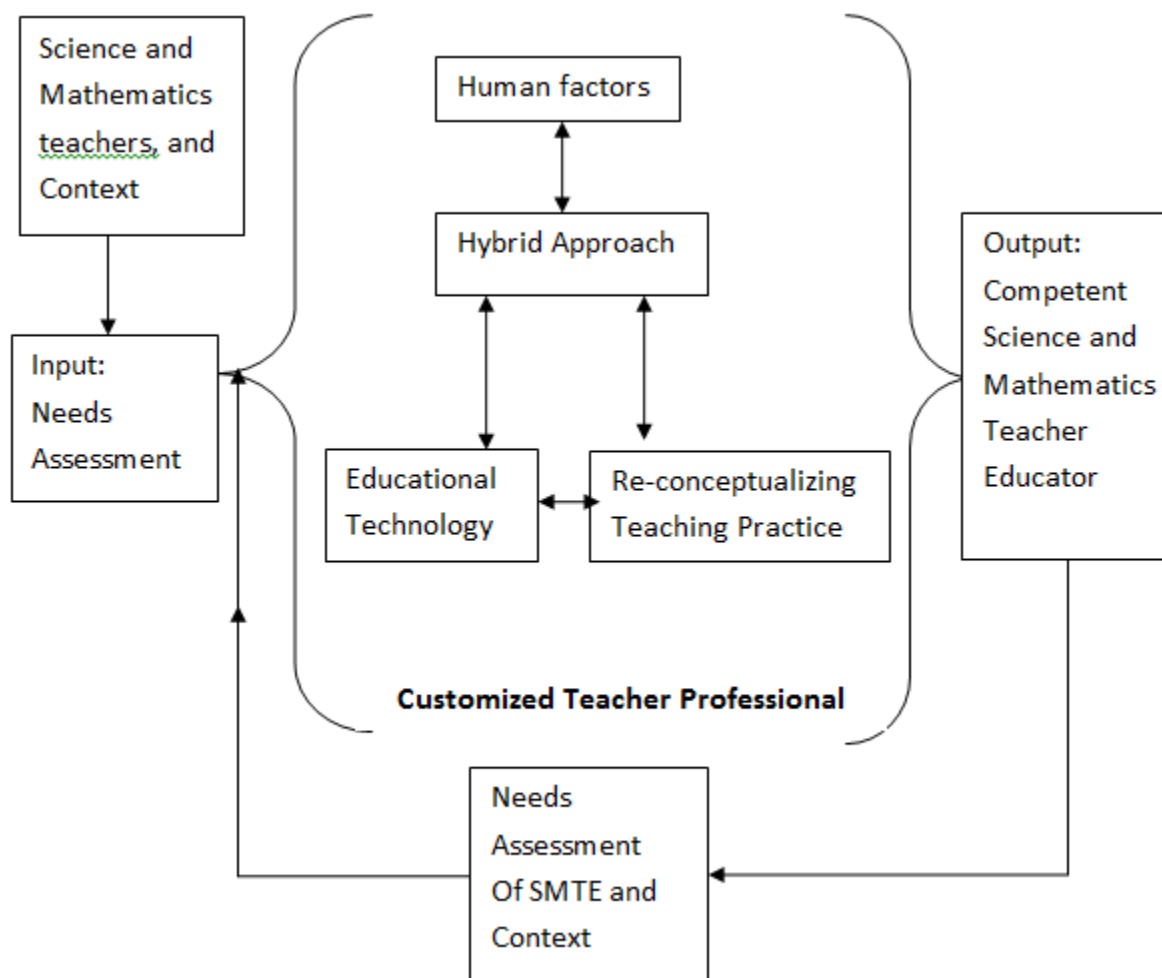 Science and
Mathematics
teachers, and
Context
Human factors
Hybrid Approach
Input:
Needs
Assessment
Output:
Competent
Science and
Mathematics
Teacher
Educator
Educational
Technology
Re-conceptualizing
Teaching Practice
Customized Teacher Professional
Needs
Assessment
Of SMTE and
Context